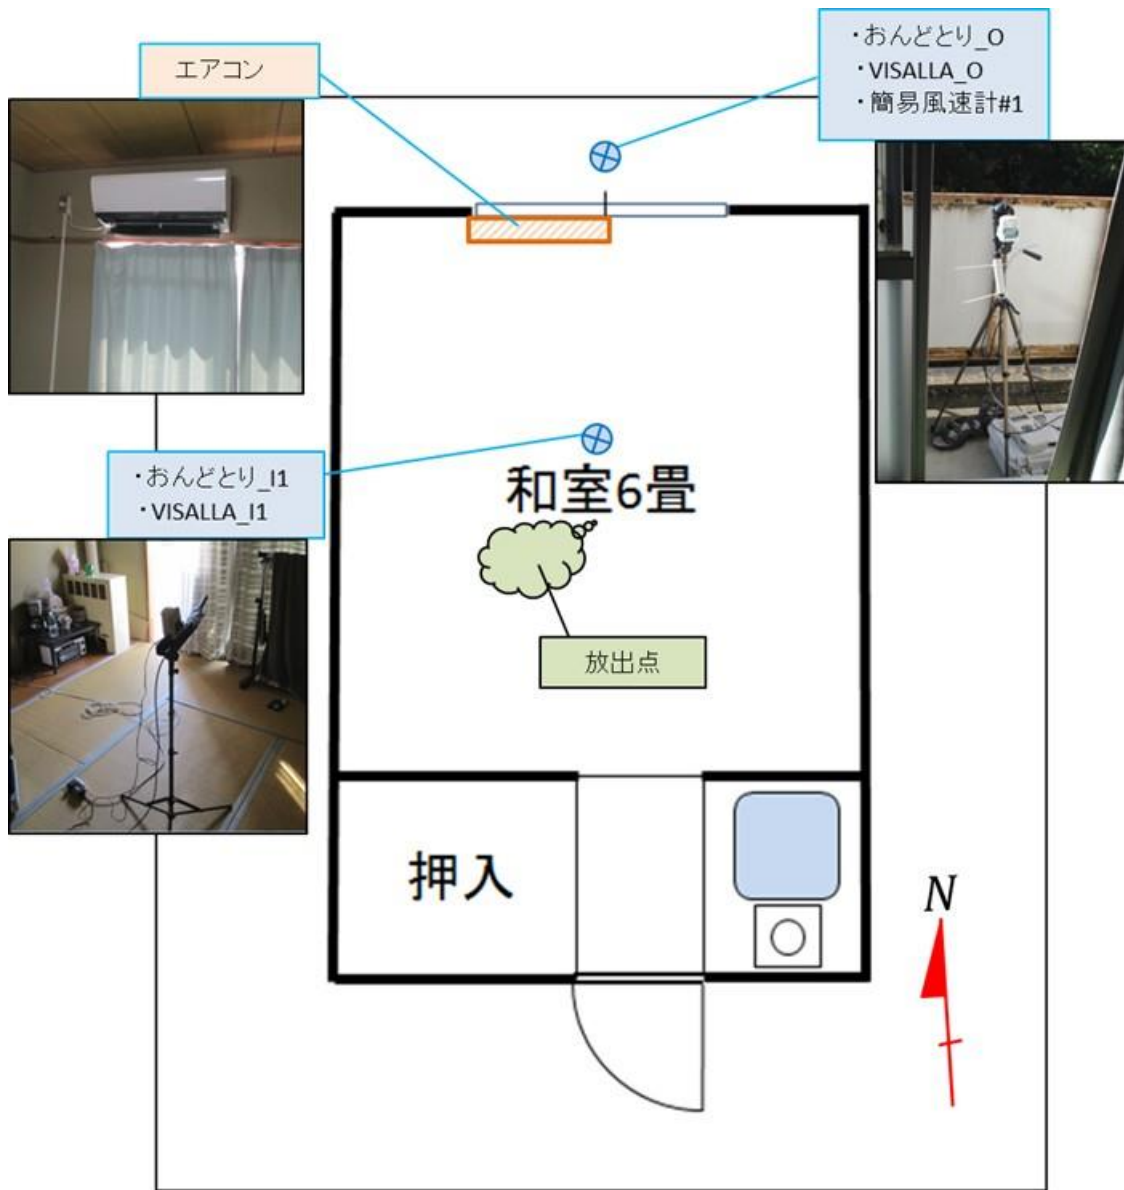 エアコン
・おんどとり_O
・VISALLA_O
・簡易風速計#1
・おんどとり_I1
・VISALLA_I1
和室6畳
放出点
押入
N